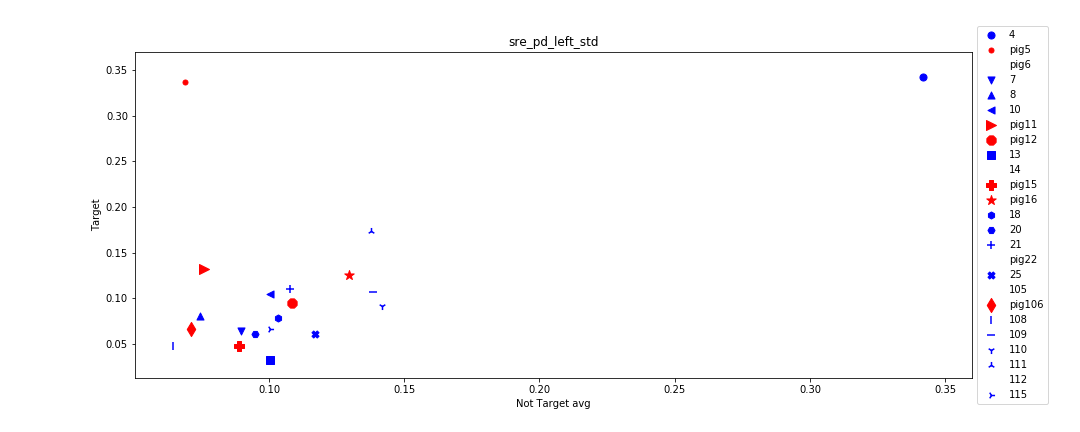 sre_pd_left_std
0.35
0.30
0.25
0.20
0.15
0.10
0.05
Target
0.10
0.15
0.20
0.25
0.30
0.35
Not Target avg
4
pig5
pig6
7
8
10
pig11
pig12
13
14
pig15
pig16
18
20
21
pig22
25
105
pig106
108
109
110
111
112
115